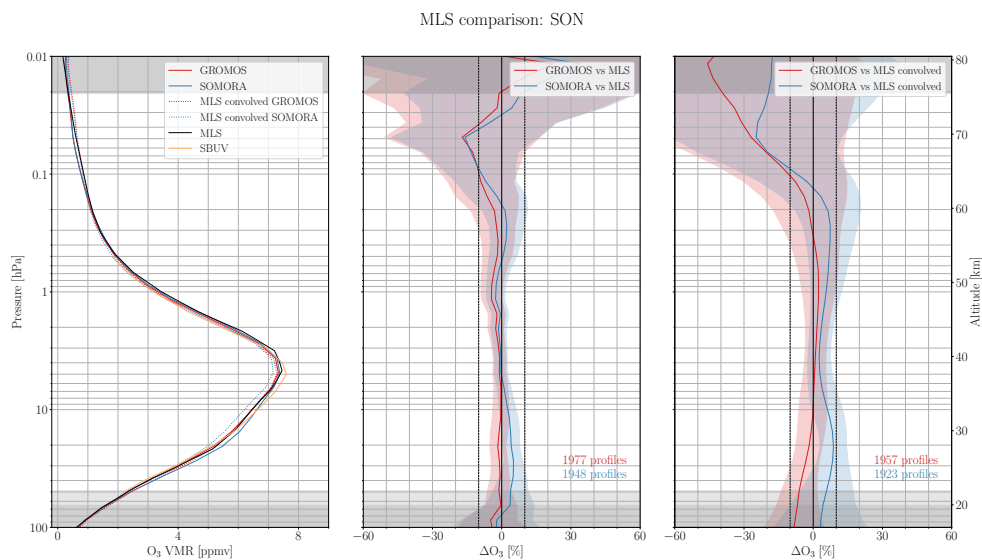 MLS comparison: SON
0.01
0.1
1
10
100
Pressure [hPa]
GROMOS
SOMORA
MLS convolved GROMOS
MLS convolved SOMORA
MLS
SBUV
0
4
8
O3 VMR [ppmv]
GROMOS vs MLS
SOMORA vs MLS
1977 profiles
1948 profiles
−60
−30
0
30
60
ΔO3 [%]
GROMOS vs MLS convolved
SOMORA vs MLS convolved
1957 profiles
1923 profiles
−60
−30
0
30
60
ΔO3 [%]
80
70
60
50
40
30
20
Altitude [km]